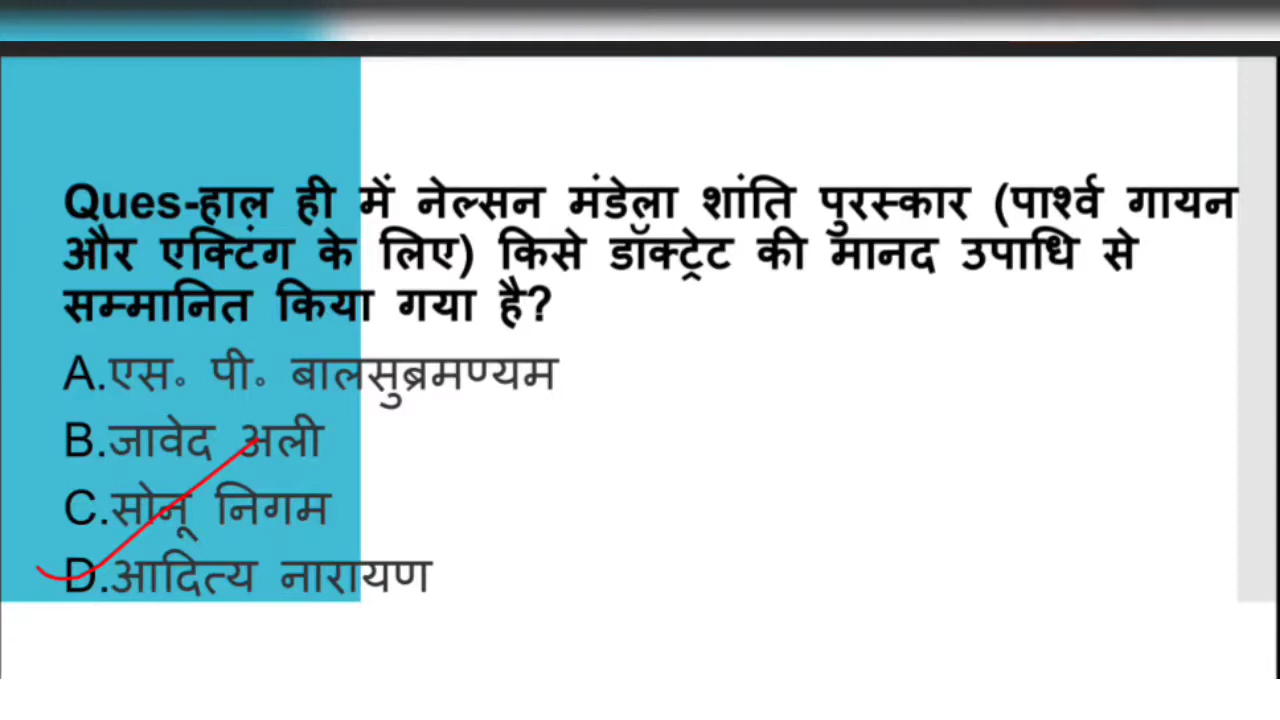 Ques-हाल ही में नेल्सन मंडेला शांति पुरस्कार (पार्श्व गायन
और एक्टिंग के लिए) किसे डॉक्ट्रेट की मानद उपाधि से
सम्मानित किया गया है?
A.एस॰ पी॰ बालसुब्रमण्यम
B.जावेद अली
C.सोनू निगम
D.आदित्य नारायण